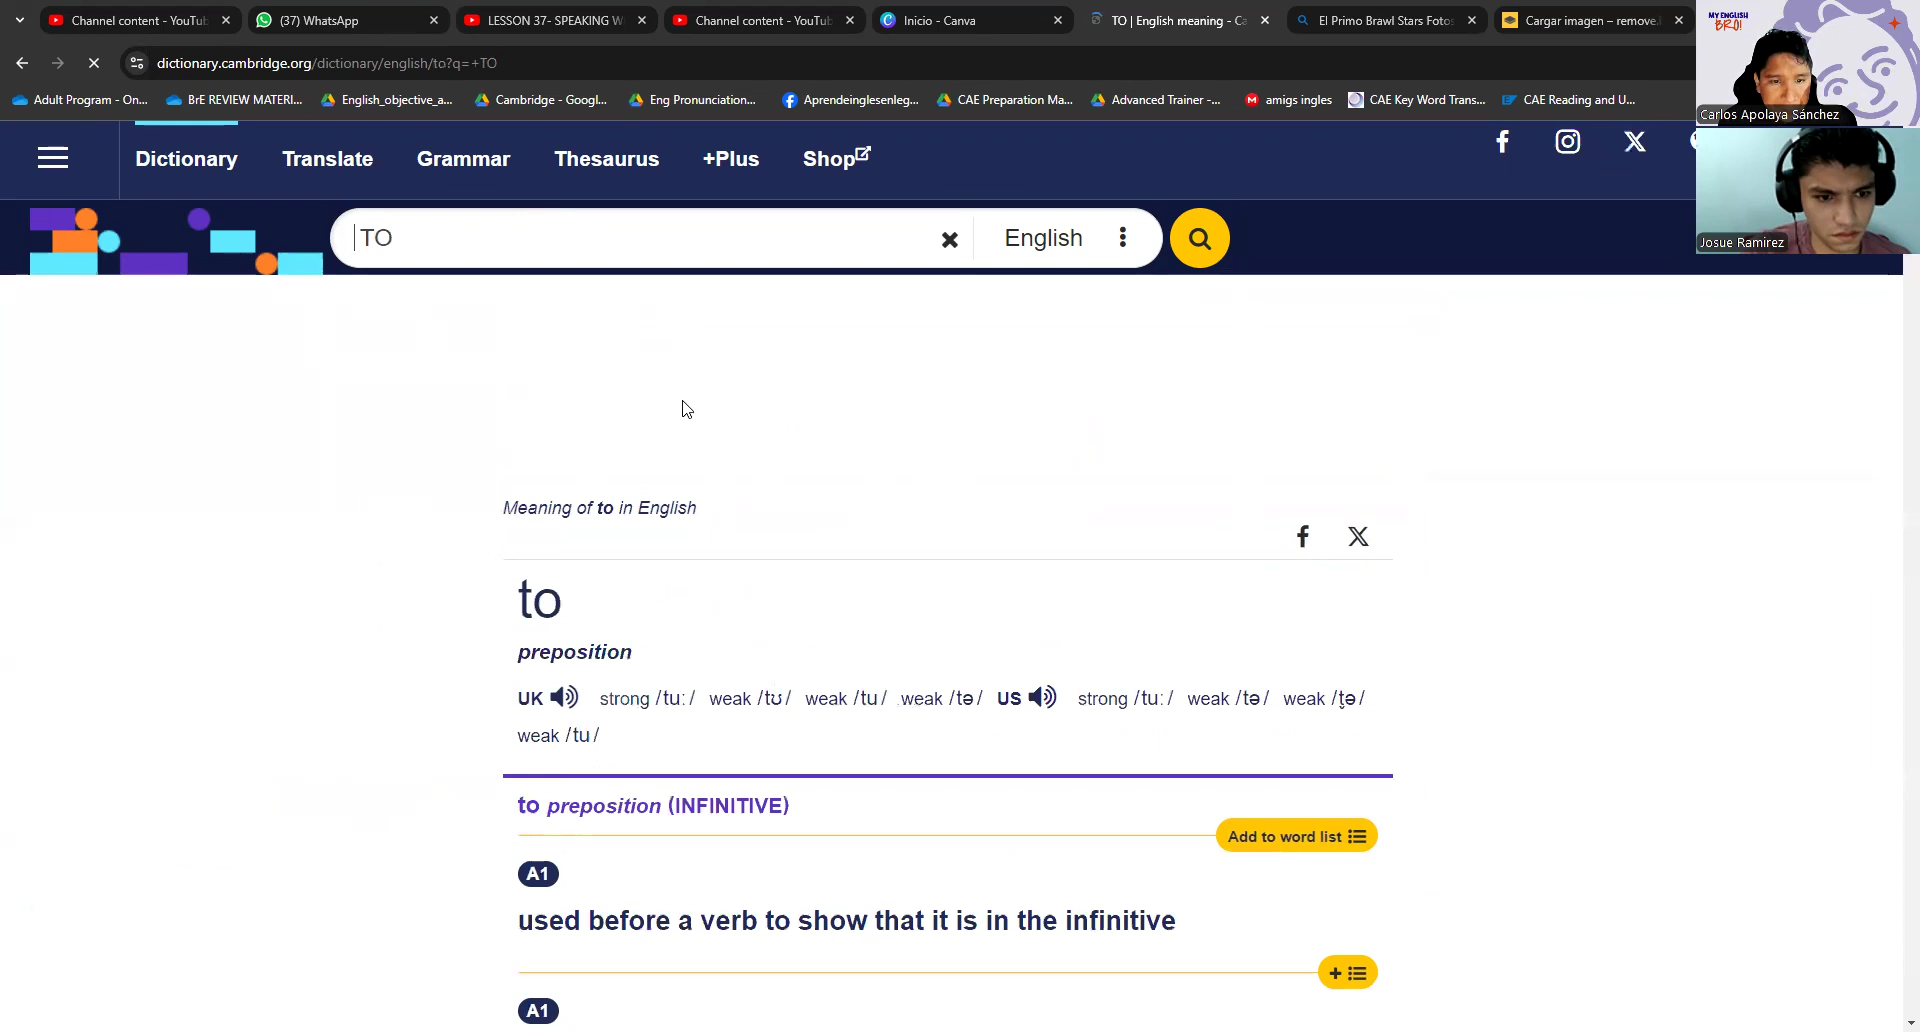 Channel content - YouTub
(37) WhatsApp
LESSON 37- SPEAKING W
Channel content - YouTub
Inicio - Canva
TO | English meaning - Ca
El Primo Brawl Stars Fotos
Cargar imagen – remove.
dictionary.cambridge.org/dictionary/english/to?q=+TO
Adult Program - On...
BrE REVIEW MATERI...
English_objective_a...
Cambridge - Googl...
Eng Pronunciation...
Aprendeinglesenleg...
CAE Preparation Ma...
Advanced Trainer -...
amigs ingles
CAE Key Word Trans...
CAE Reading and U...
MY ENGLISH
BRO!
Carlos Apolaya Sánchez
Josue Ramirez
Dictionary
Translate
Grammar
Thesaurus
+Plus
Shop
TO
English
Meaning of to in English
to
preposition
UK strong /tuː/ weak /tʊ/ weak /tu/ weak /tə/ US strong /tuː/ weak /tə/ weak /t̬ə/
weak /tu/
to preposition (INFINITIVE)
Add to word list
A1
used before a verb to show that it is in the infinitive
+
A1